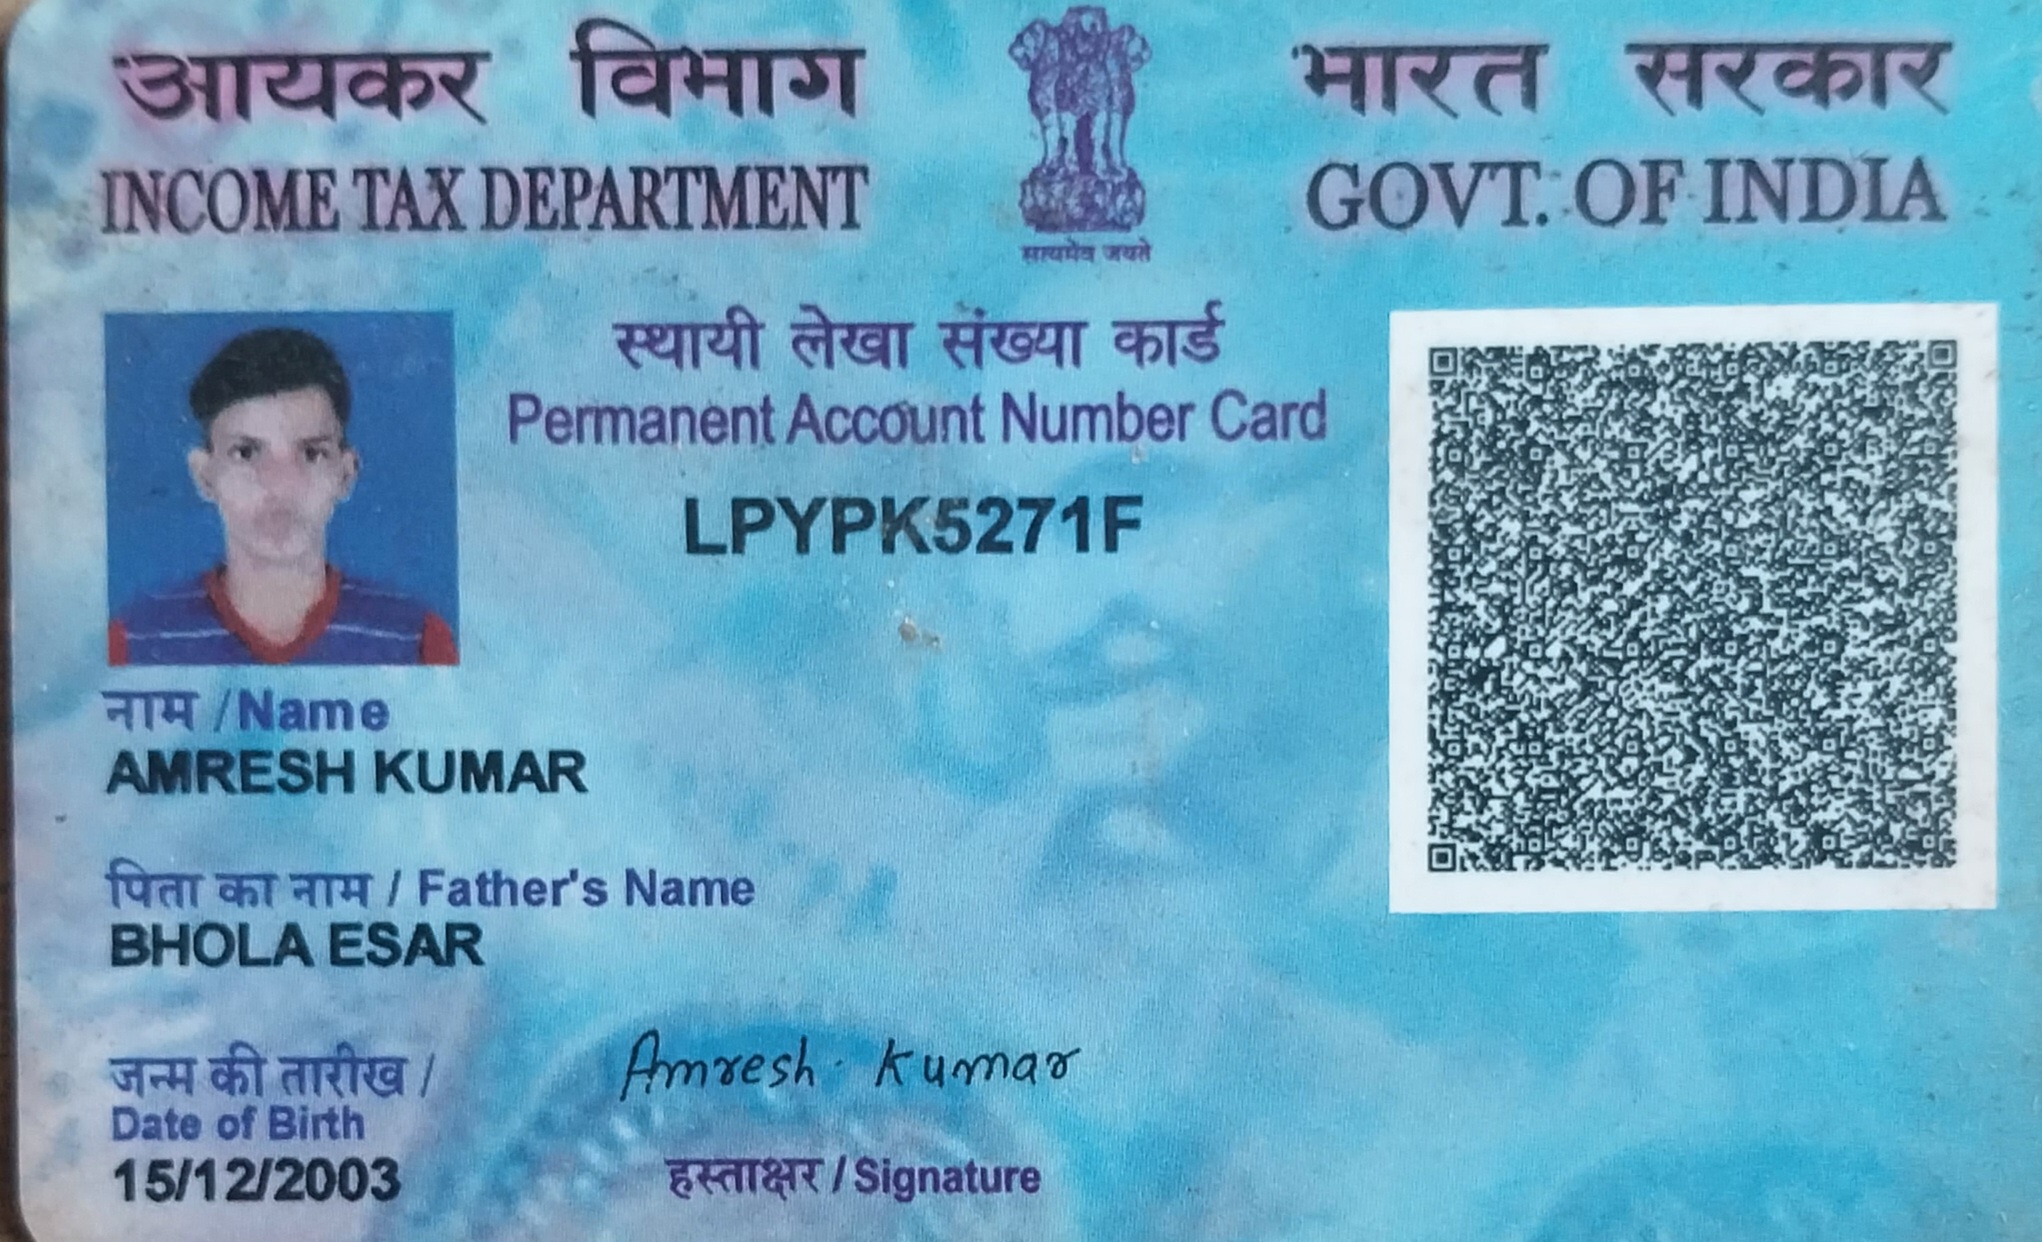 आयकर विभाग
INCOME TAX DEPARTMENT
भारत सरकार
GOVT. OF INDIA
सत्यमेव जयते
स्थायी लेखा संख्या कार्ड
Permanent Account Number Card
LPYPK5271F
नाम /Name
AMRESH KUMAR
पिता का नाम / Father's Name
BHOLA ESAR
जन्म की तारीख /
Date of Birth
15/12/2003
Amresh Kumar
हस्ताक्षर / Signature